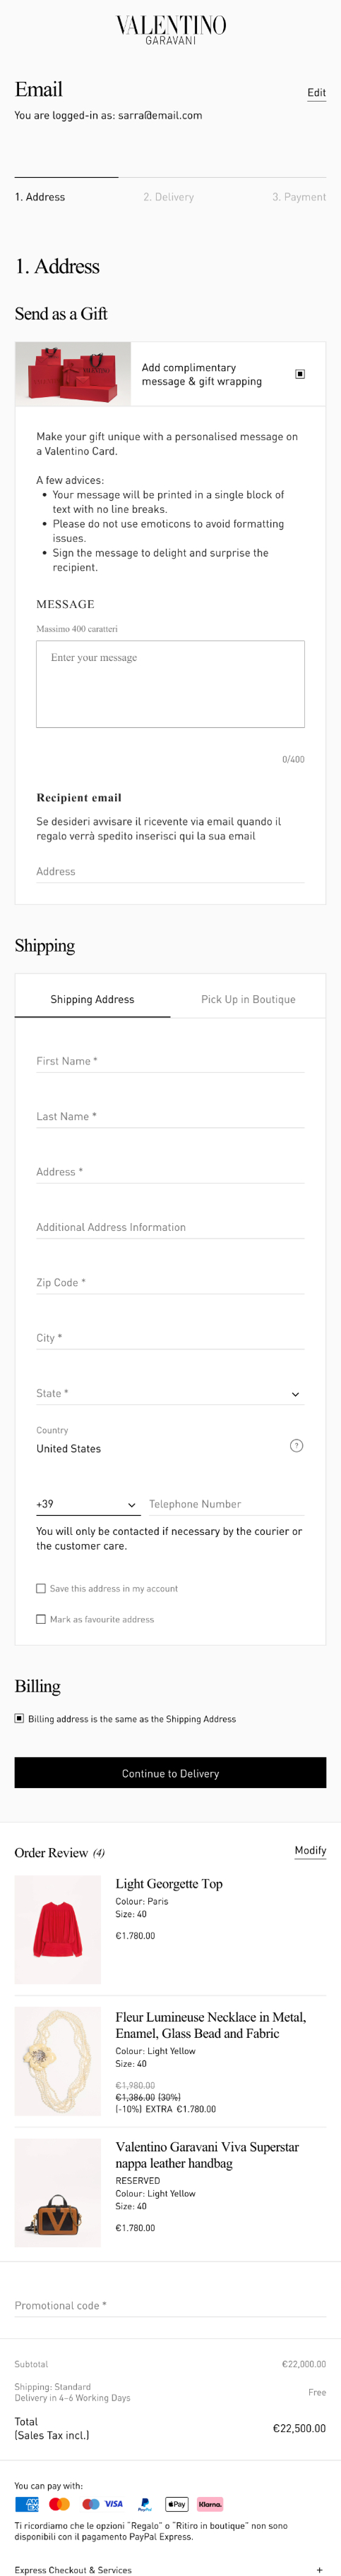 VALENTINO
GARAVANI
Email
Edit
You are logged-in as: sarra@email.com
1. Address
2. Delivery
3. Payment
1. Address
Send as a Gift
VALENTINO
Add complimentary
message & gift wrapping
Make your gift unique with a personalised message on
a Valentino Card.
A few advices:
• Your message will be printed in a single block of
text with no line breaks.
• Please do not use emoticons to avoid formatting
issues.
• Sign the message to delight and surprise the
recipient.
MESSAGE
Massimo 400 caratteri
Enter your message
0/400
Recipient email
Se desideri avvisare il ricevente via email quando il
regalo verrà spedito inserisci qui la sua email
Address
Shipping
Shipping Address
Pick Up in Boutique
First Name *
Last Name *
Address *
Additional Address Information
Zip Code *
City *
State *
Country
United States
?
+39
Telephone Number
You will only be contacted if necessary by the courier or
the customer care.
Save this address in my account
Mark as favourite address
Billing
Billing address is the same as the Shipping Address
Continue to Delivery
Order Review (4)
Modify
Light Georgette Top
Colour: Paris
Size: 40
€1.780.00
Fleur Lumineuse Necklace in Metal,
Enamel, Glass Bead and Fabric
Colour: Light Yellow
Size: 40
€1,980.00
€1,386.00 (30%)
(-10%) EXTRA €1.780.00
Valentino Garavani Viva Superstar
nappa leather handbag
RESERVED
Colour: Light Yellow
Size: 40
€1.780.00
Promotional code *
Subtotal
€22,000.00
Shipping: Standard
Delivery in 4-6 Working Days
Free
Total
(Sales Tax incl.)
€22,500.00
You can pay with:
AMEX
VISA
PayPal
Pay
Klarna.
Ti ricordiamo che le opzioni "Regalo" o "Ritiro in boutique" non sono
disponibili con il pagamento PayPal Express.
Express Checkout & Services
+